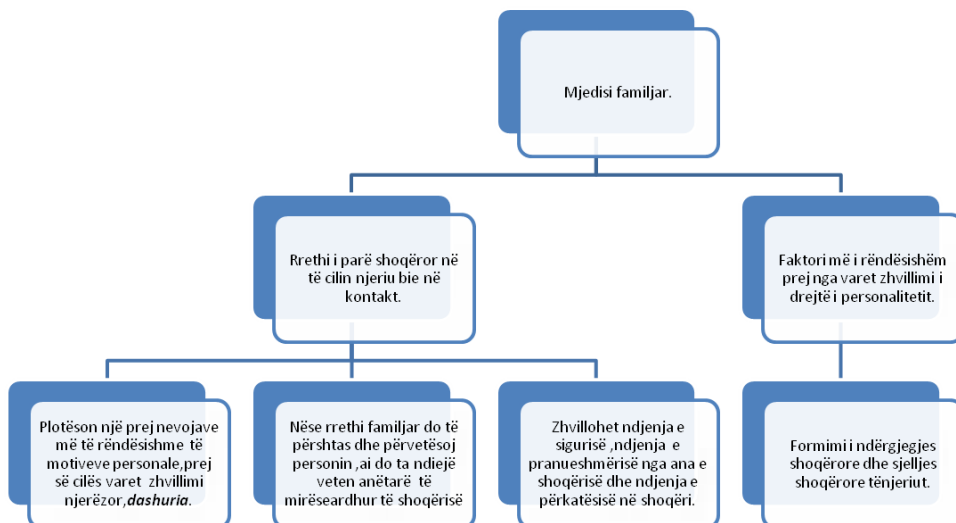 Mjedisi familjar.
Rrethi i parë shoqëror në
të cilin njeriu bie në
kontakt.
Faktori më i rëndësishëm
prej nga varet zhvillimi i
drejtë i personalitetit.
Plotëson një prej nevojave
më të rëndësishme të
motiveve personale,prej
së cilës varet zhvillimi
njerëzor,dashuria.
Nëse rrethi familjar do të
përshtas dhe përvetësoj
personin ,ai do ta ndiejë
veten anëtarë të
mirëseardhur të shoqërisë
Zhvillohet ndjenja e
sigurisë ,ndjenja e
pranueshmërisë nga ana e
shoqërisë dhe ndjenja e
përkatësisë në shoqëri.
Formimi i ndërgjegjes
shoqërore dhe sjelljes
shoqërore tënjeriut.